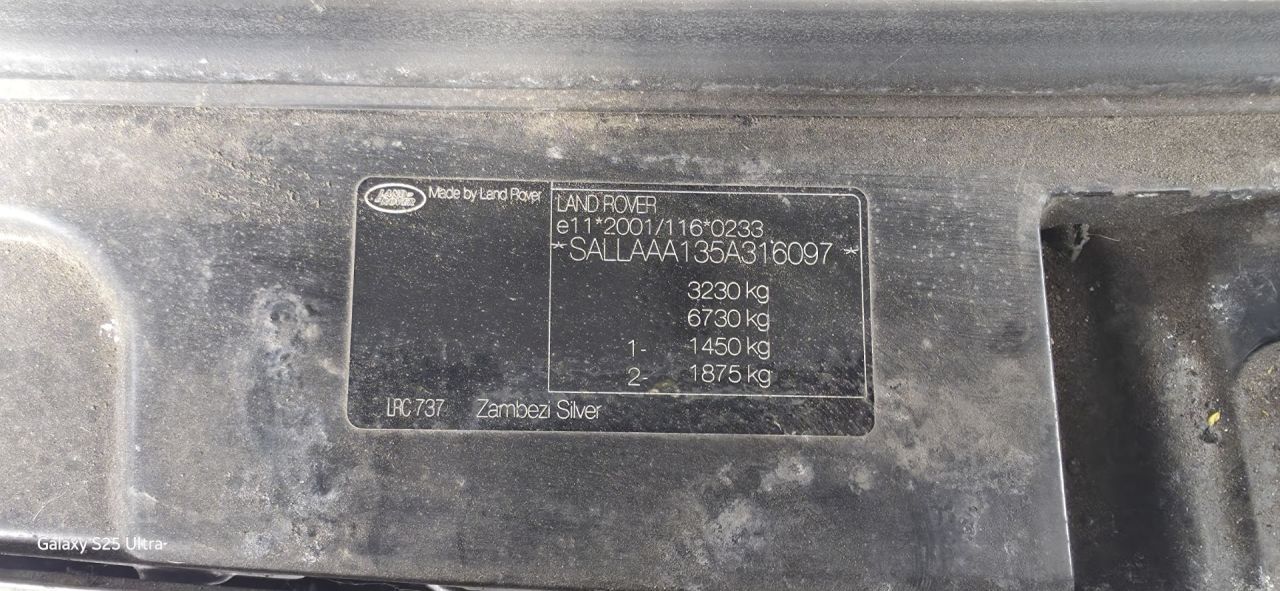 LAND ROVER
Made by Land Rover
LAND ROVER
e11*2001/116*0233
*SALLAAA135A316097*
3230 kg
6730 kg
1- 1450 kg
2- 1875 kg
LRC 737 Zambezi Silver
Galaxy S25 Ultra